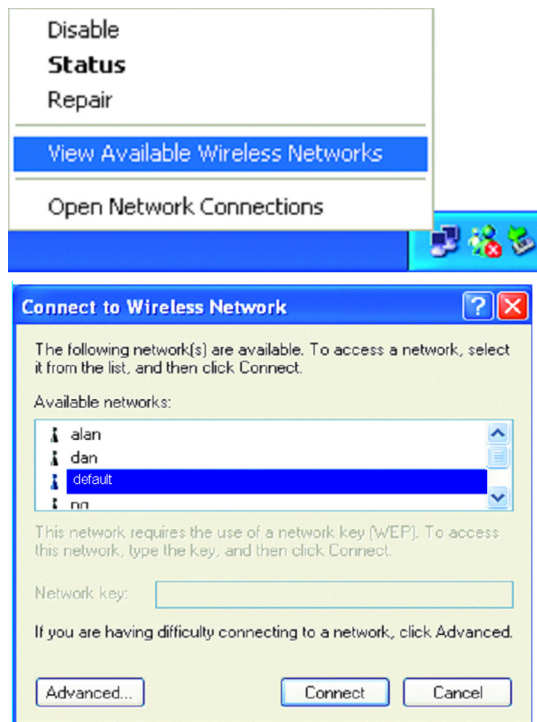 Disable
Status
Repair
View Available Wireless Networks
Open Network Connections
Connect to Wireless Network
The following network(s) are available. To access a network, select
it from the list, and then click Connect.
Available networks:
alan
dan
default
This network requires the use of a network key (WEP). To access
this network, type the key, and then click Connect.
Network key:
If you are having difficulty connecting to a network, click Advanced.
Advanced...
Connect
Cancel